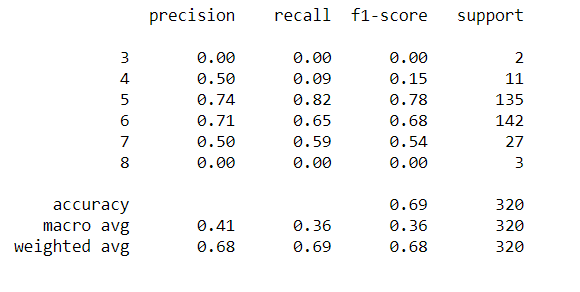 precision recall f1-score support
3 0.00 0.00 0.00 2
4 0.50 0.09 0.15 11
5 0.74 0.82 0.78 135
6 0.71 0.65 0.68 142
7 0.50 0.59 0.54 27
8 0.00 0.00 0.00 3
accuracy 0.69 320
macro avg 0.41 0.36 0.36 320
weighted avg 0.68 0.69 0.68 320